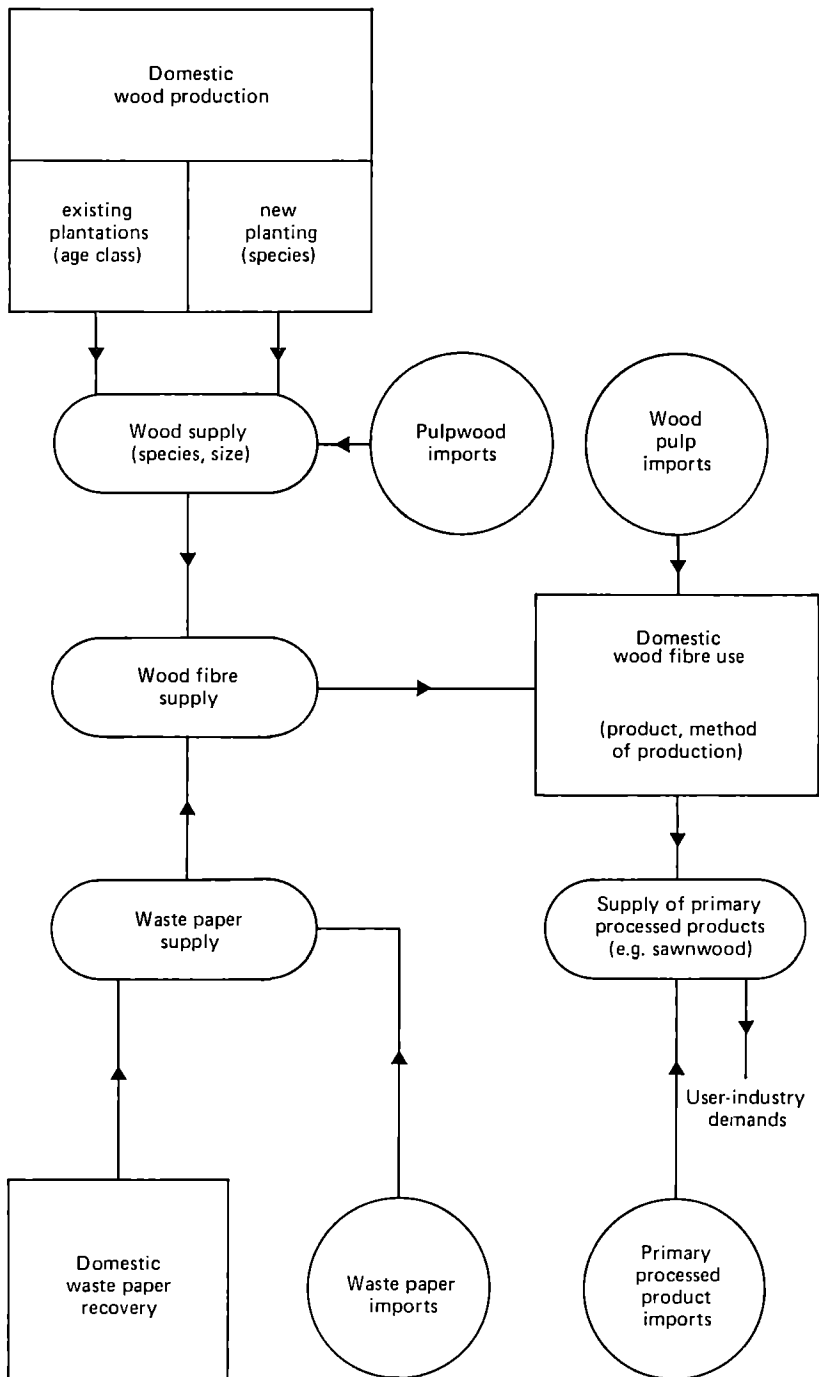 Domestic
wood production
existing
plantations
(age class)
new
planting
(species)
Wood supply
(species, size)
Pulpwood
imports
Wood
pulp
imports
Wood fibre
supply
Domestic
wood fibre use
(product, method
of production)
Waste paper
supply
Supply of primary
processed products
(e.g. sawnwood)
User-industry
demands
Domestic
waste paper
recovery
Waste paper
imports
Primary
processed
product
imports